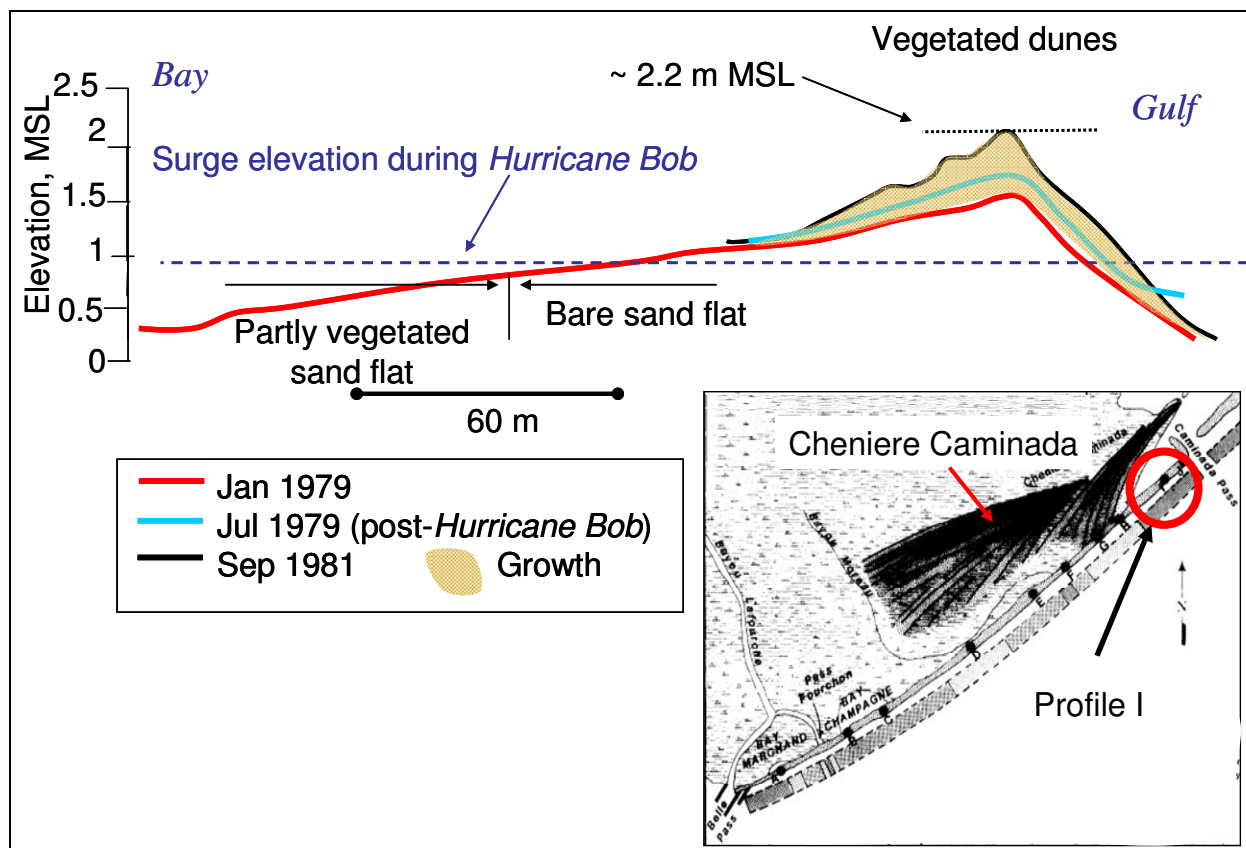 Vegetated dunes
Bay
~ 2.2 m MSL
Gulf
Elevation, MSL
2.5
2
1.5
1
0.5
0
Surge elevation during Hurricane Bob
Partly vegetated
sand flat
Bare sand flat
60 m
Jan 1979
Jul 1979 (post-Hurricane Bob)
Sep 1981
Growth
Cheniere Caminada
Caminada Pass
Bayou Moreau
Bayou
Lafourche
Pass
Fourchon
BAY
CHAMPAGNE
BAY
MARCHAND
Belle
Pass
A
B
C
D
E
F
G
H
N
Profile I